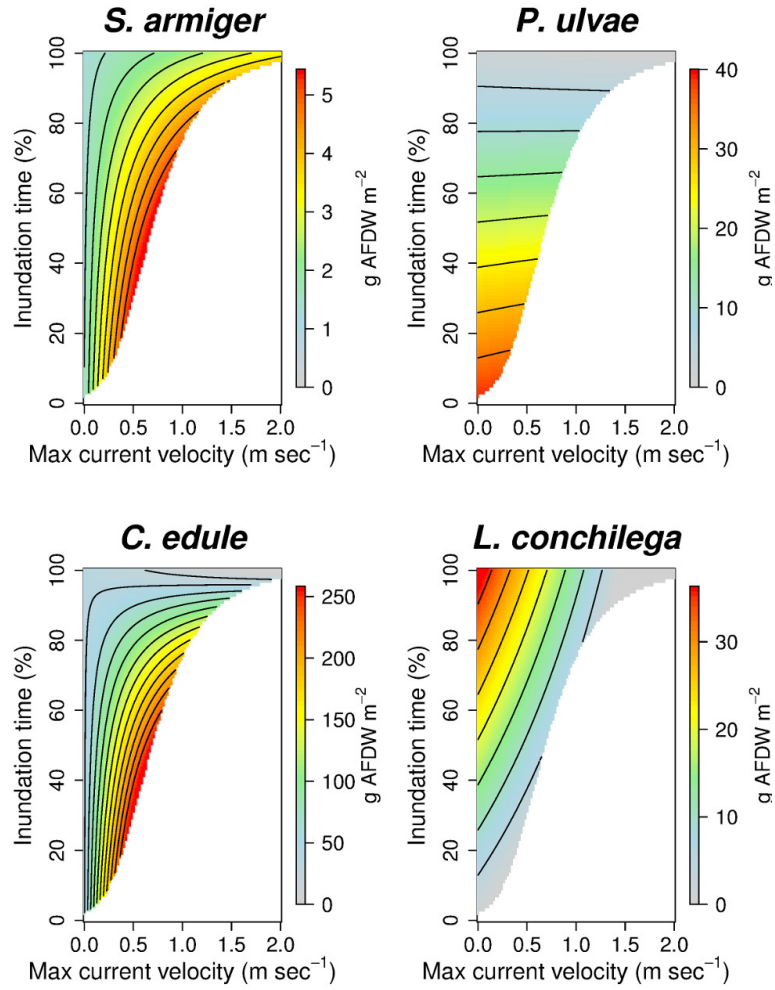 S. armiger
Inundation time (%)
100
80
60
40
20
0
0.0 0.5 1.0 1.5 2.0
Max current velocity (m sec⁻¹)
5
4
3
2
1
0
g AFDW m⁻²
P. ulvae
Inundation time (%)
100
80
60
40
20
0
0.0 0.5 1.0 1.5 2.0
Max current velocity (m sec⁻¹)
40
30
20
10
0
g AFDW m⁻²
C. edule
Inundation time (%)
100
80
60
40
20
0
0.0 0.5 1.0 1.5 2.0
Max current velocity (m sec⁻¹)
250
200
150
100
50
0
g AFDW m⁻²
L. conchilega
Inundation time (%)
100
80
60
40
20
0
0.0 0.5 1.0 1.5 2.0
Max current velocity (m sec⁻¹)
30
20
10
0
g AFDW m⁻²